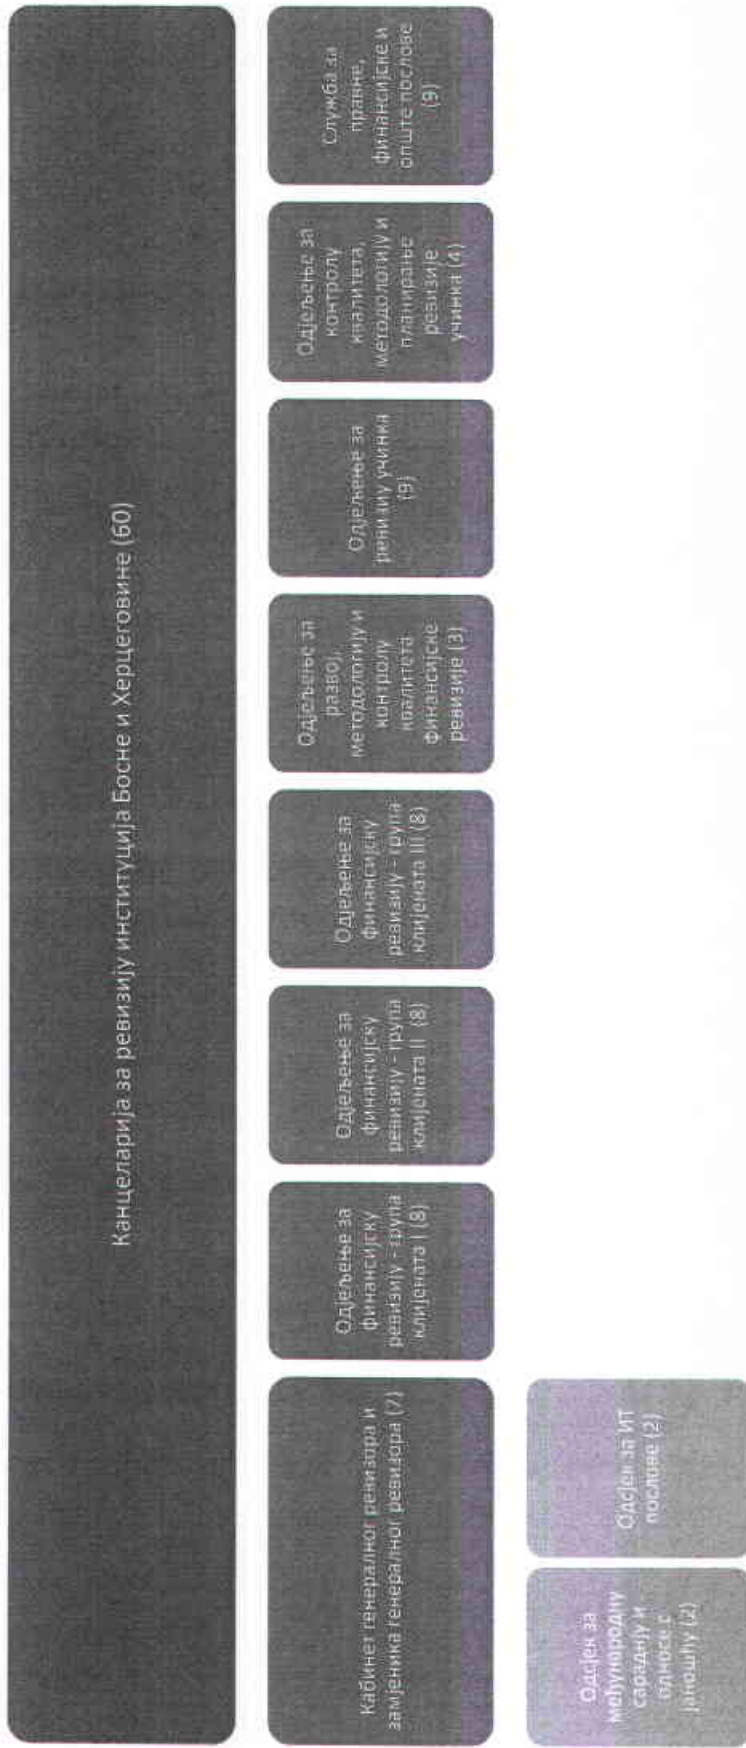 Канцеларија за ревизију институција Босне и Херцеговине (60)
Кабинет генералног ревизора и
замјеника генералног ревизора (7)
Одјељење за
финансијску
ревизију - група
клијената I (8)
Одјељење за
финансијску
ревизију - група
клијената II (8)
Одјељење за
финансијску
ревизију - група
клијената III (8)
Одјељење за
развој,
методологију и
контролу
квалитета
финансијске
ревизије (3)
Одјељење за
ревизију учинка
(9)
Одјељење за
контролу
квалитета,
методологију и
планирање
ревизије
учинка (4)
Служба за
правне,
финансијске и
опште послове
(9)
Одсјек за
међународну
сарадњу и
односе с
јавношћу (2)
Одсјек за ИТ
послове (2)